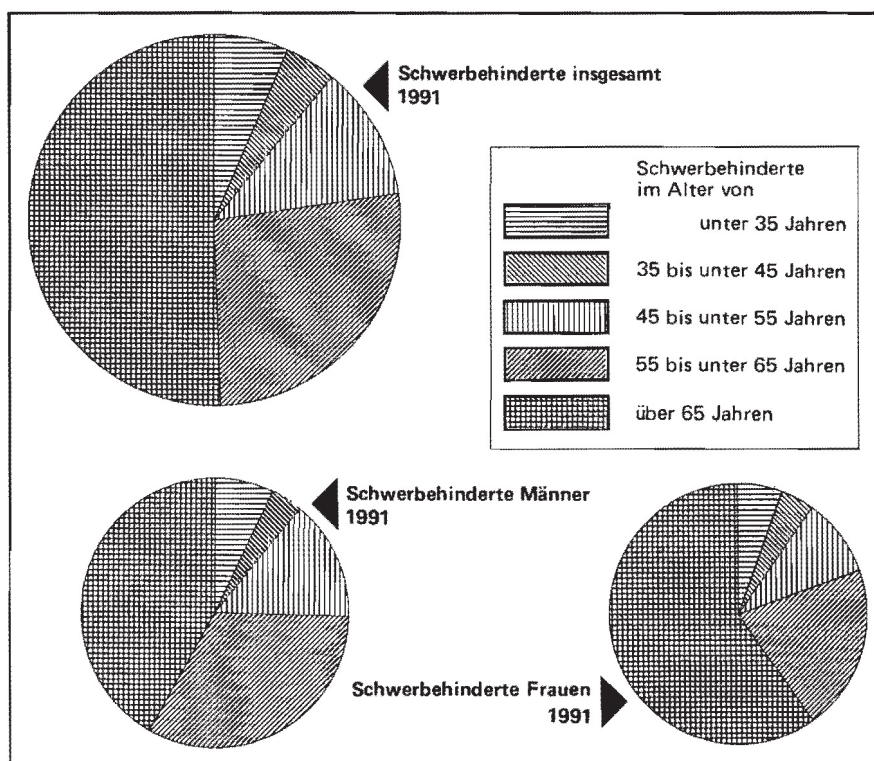 Schwerbehinderte insgesamt
1991
Schwerbehinderte
im Alter von
unter 35 Jahren
35 bis unter 45 Jahren
45 bis unter 55 Jahren
55 bis unter 65 Jahren
über 65 Jahren
Schwerbehinderte Männer
1991
Schwerbehinderte Frauen
1991